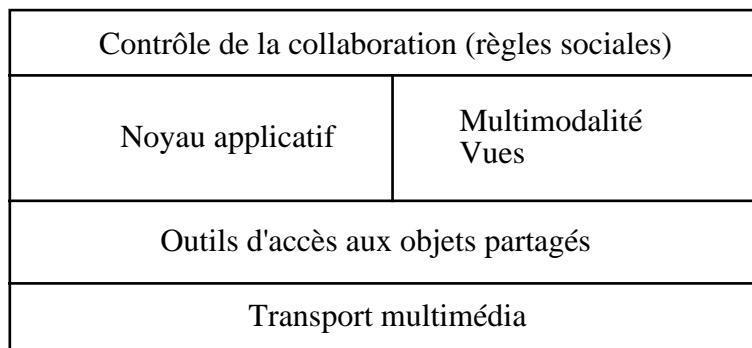 Contrôle de la collaboration (règles sociales)
Noyau applicatif
Multimodalité
Vues
Outils d'accès aux objets partagés
Transport multimédia